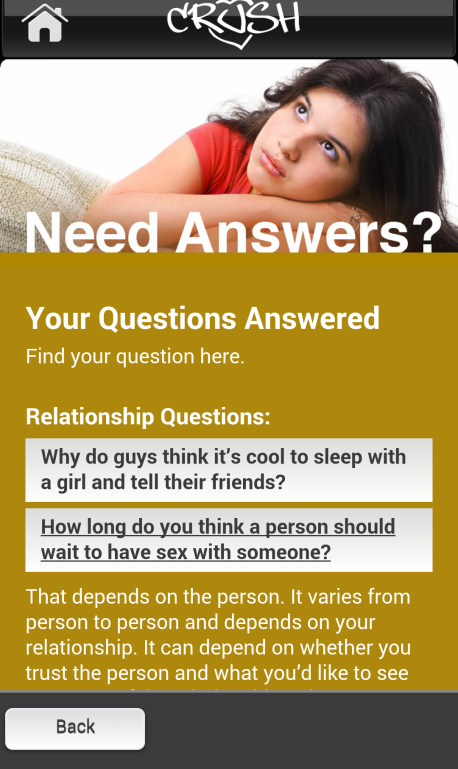 CRUSH
Need Answers?
Your Questions Answered
Find your question here.
Relationship Questions:
Why do guys think it's cool to sleep with
a girl and tell their friends?
How long do you think a person should
wait to have sex with someone?
That depends on the person. It varies from
person to person and depends on your
relationship. It can depend on whether you
trust the person and what you'd like to see
Back